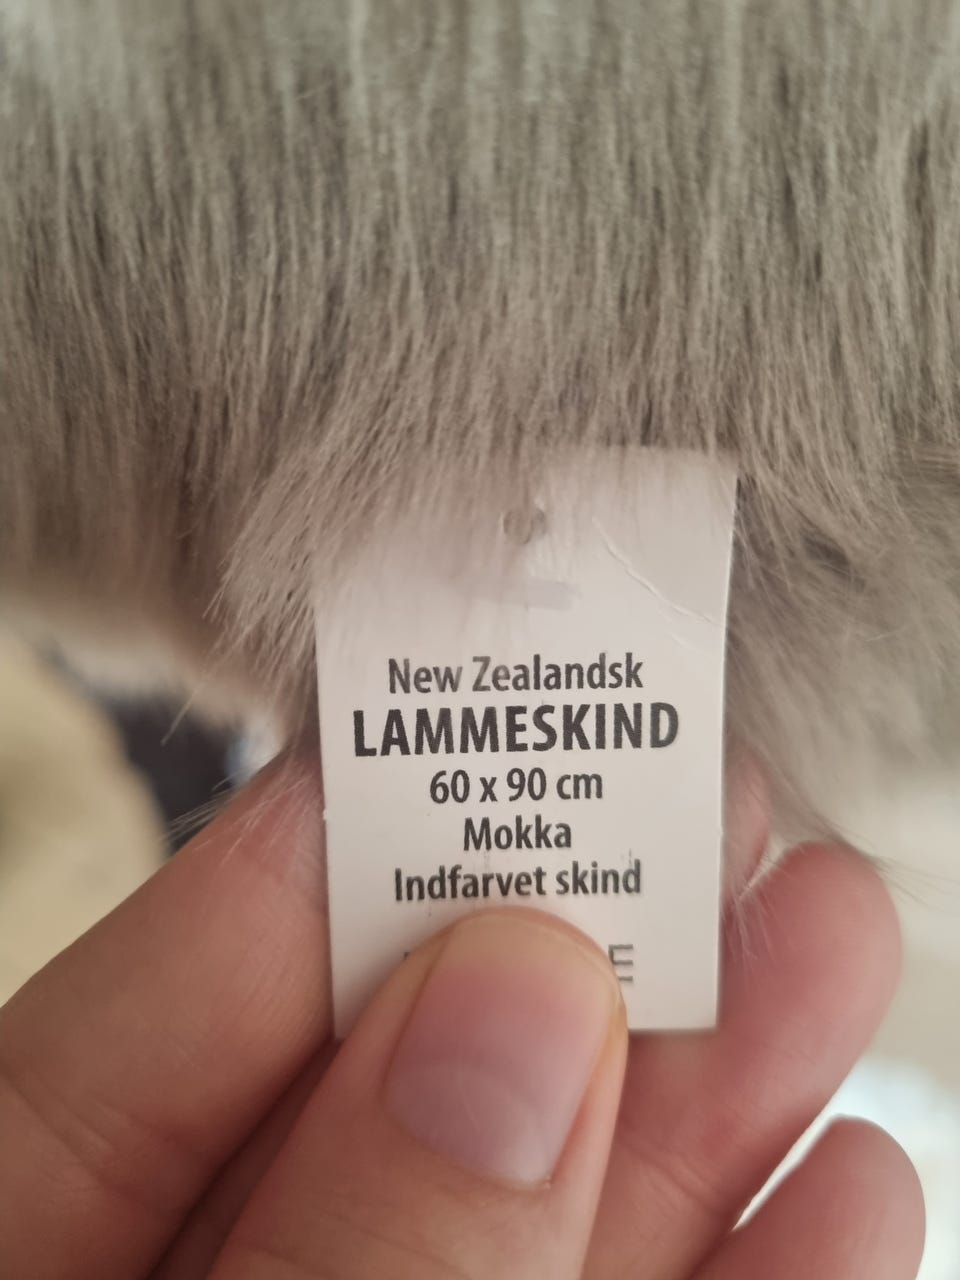 New Zealandsk
LAMMESKIND
60 x 90 cm
Mokka
Indfarvet skind